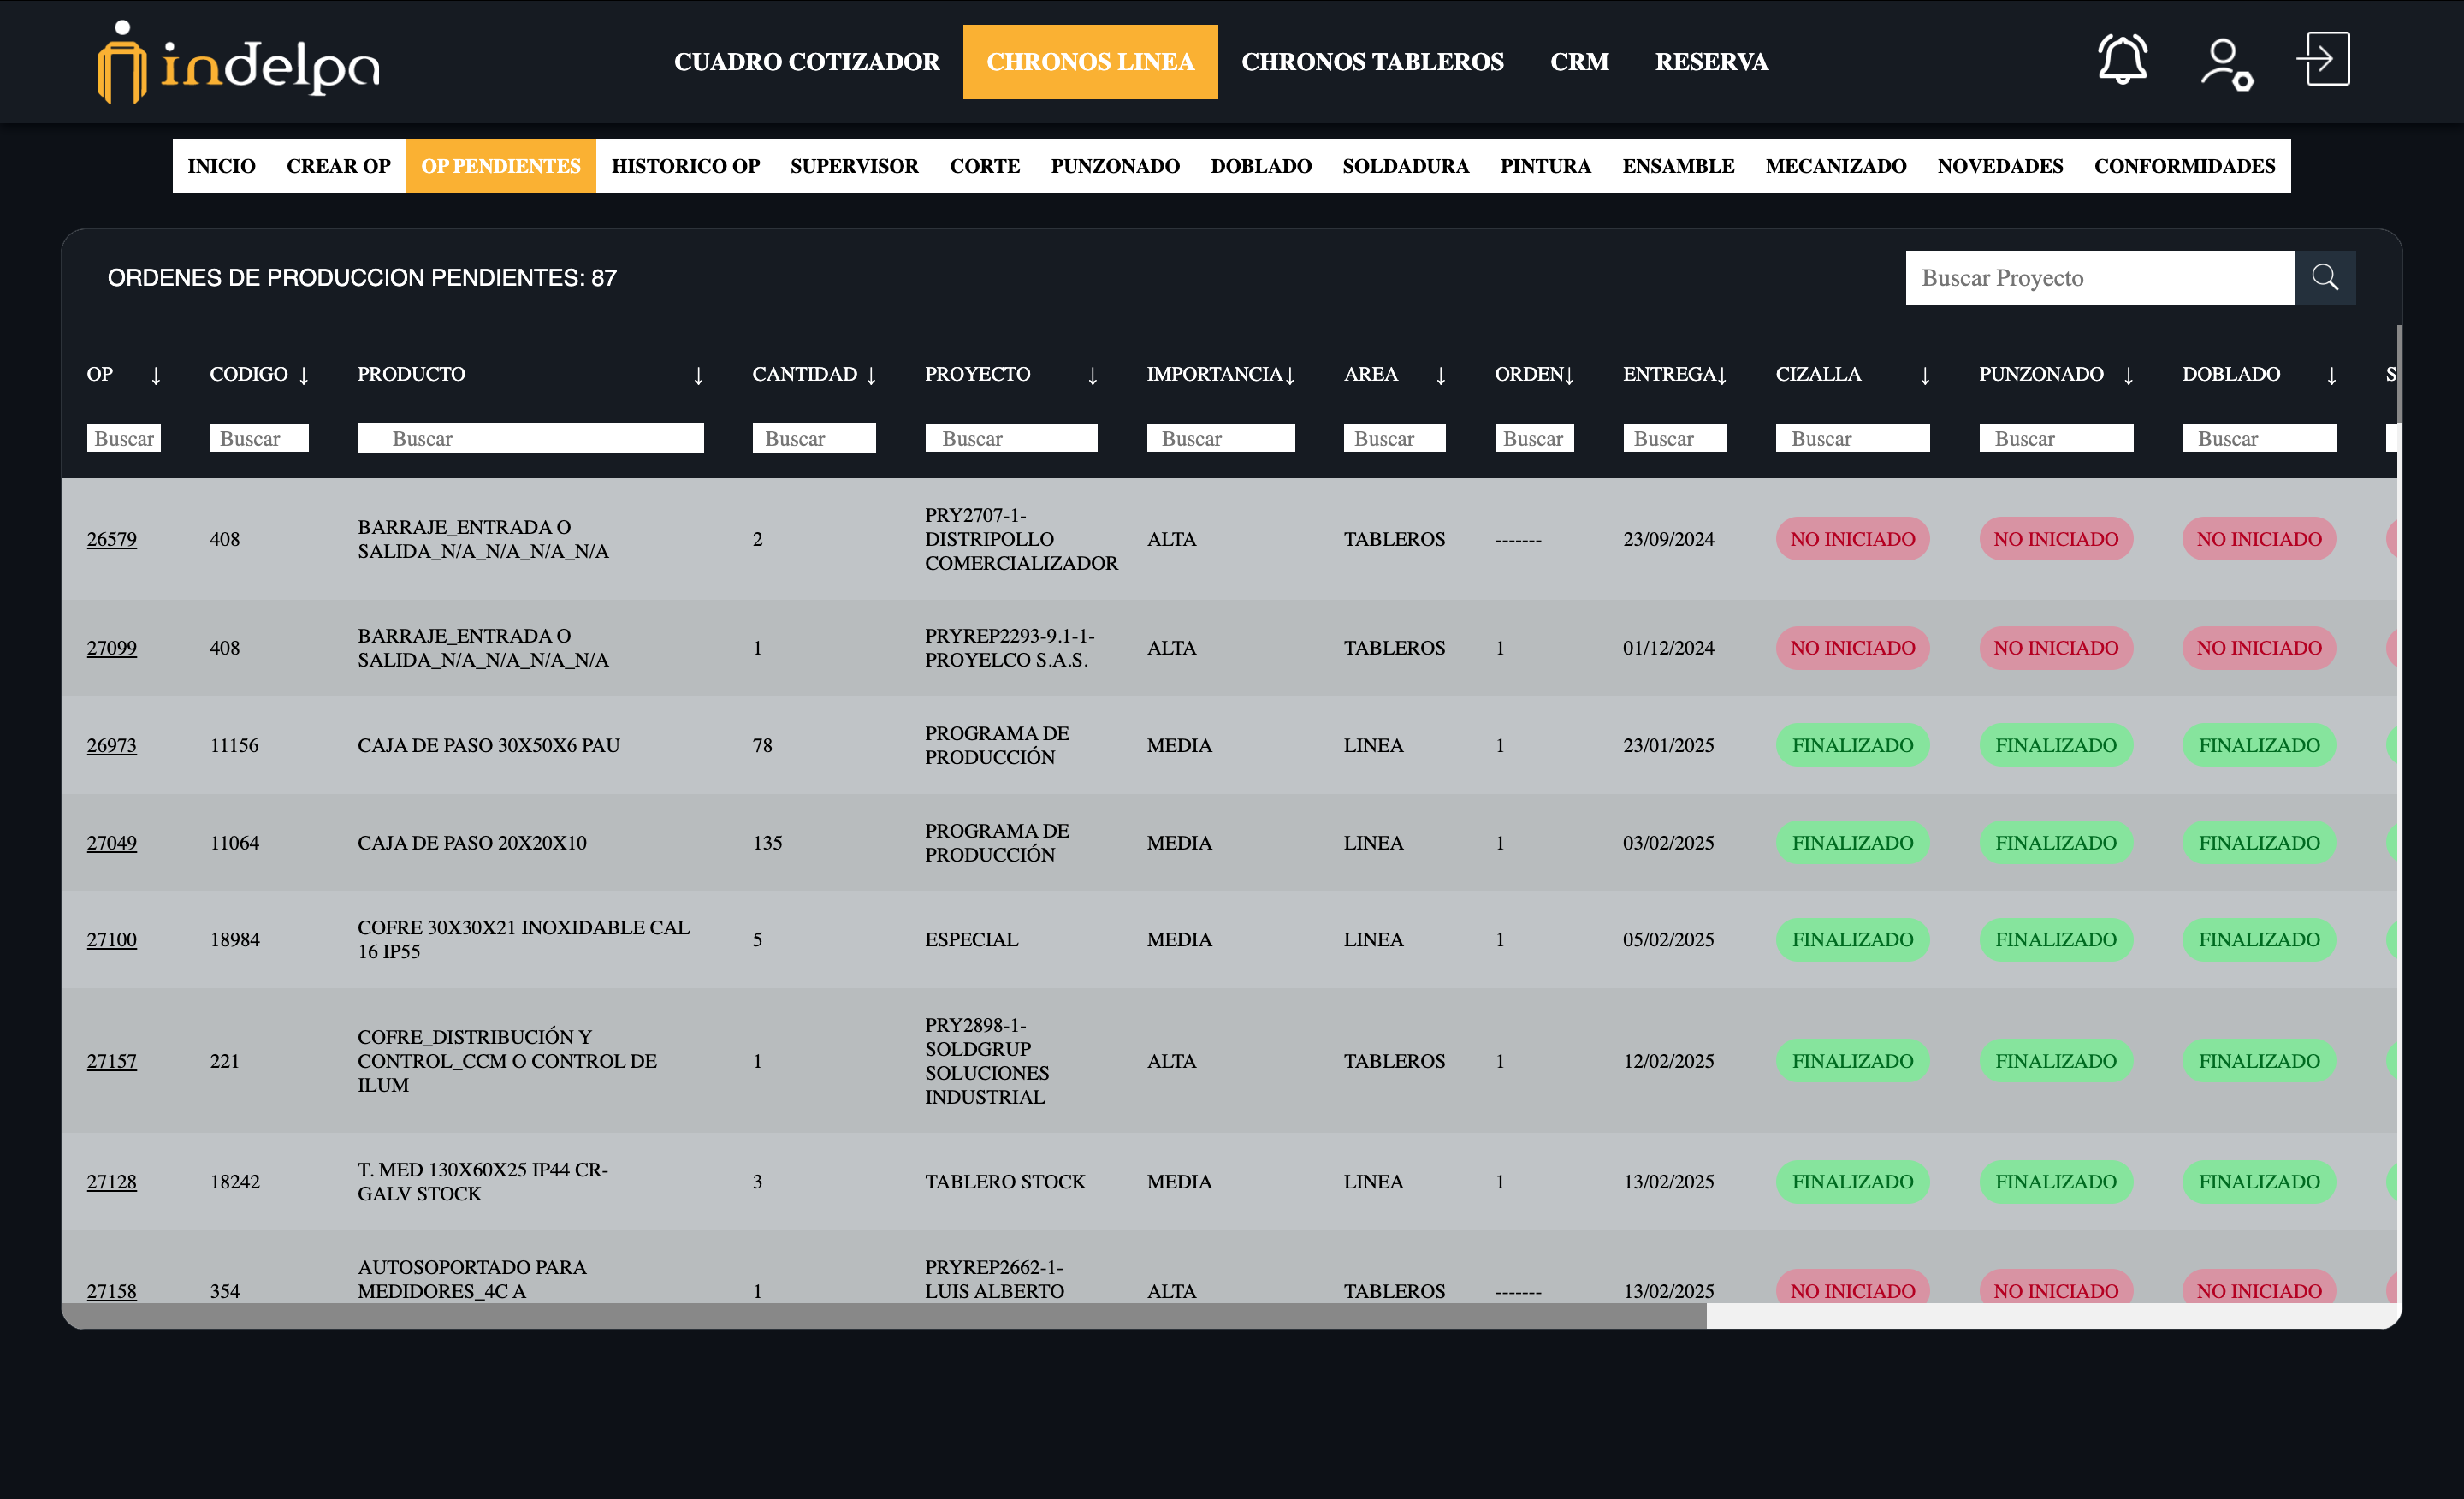 indelpa
CUADRO COTIZADOR CHRONOS LINEA CHRONOS TABLEROS CRM RESERVA
INICIO CREAR OP OP PENDIENTES HISTORICO OP SUPERVISOR CORTE PUNZONADO DOBLADO SOLDADURA PINTURA ENSAMBLE MECANIZADO NOVEDADES CONFORMIDADES
ORDENES DE PRODUCCION PENDIENTES: 87
Buscar Proyecto
OP ↓ CODIGO ↓ PRODUCTO ↓ CANTIDAD ↓ PROYECTO ↓ IMPORTANCIA↓ AREA ↓ ORDEN↓ ENTREGA↓ CIZALLA ↓ PUNZONADO ↓ DOBLADO ↓ S
Buscar Buscar Buscar Buscar Buscar Buscar Buscar Buscar Buscar Buscar Buscar Buscar
26579
408
BARRAJE_ENTRADA O
SALIDA_N/A_N/A_N/A_N/A
2
PRY2707-1-
DISTRIPOLLO
COMERCIALIZADOR
ALTA
TABLEROS
-------
23/09/2024
NO INICIADO
NO INICIADO
NO INICIADO
27099
408
BARRAJE_ENTRADA O
SALIDA_N/A_N/A_N/A_N/A
1
PRYREP2293-9.1-1-
PROYELCO S.A.S.
ALTA
TABLEROS
1
01/12/2024
NO INICIADO
NO INICIADO
NO INICIADO
26973
11156
CAJA DE PASO 30X50X6 PAU
78
PROGRAMA DE
PRODUCCIÓN
MEDIA
LINEA
1
23/01/2025
FINALIZADO
FINALIZADO
FINALIZADO
27049
11064
CAJA DE PASO 20X20X10
135
PROGRAMA DE
PRODUCCIÓN
MEDIA
LINEA
1
03/02/2025
FINALIZADO
FINALIZADO
FINALIZADO
27100
18984
COFRE 30X30X21 INOXIDABLE CAL
16 IP55
5
ESPECIAL
MEDIA
LINEA
1
05/02/2025
FINALIZADO
FINALIZADO
FINALIZADO
27157
221
COFRE_DISTRIBUCIÓN Y
CONTROL_CCM O CONTROL DE
ILUM
1
PRY2898-1-
SOLDGRUP
SOLUCIONES
INDUSTRIAL
ALTA
TABLEROS
1
12/02/2025
FINALIZADO
FINALIZADO
FINALIZADO
27128
18242
T. MED 130X60X25 IP44 CR-
GALV STOCK
3
TABLERO STOCK
MEDIA
LINEA
1
13/02/2025
FINALIZADO
FINALIZADO
FINALIZADO
27158
354
AUTOSOPORTADO PARA
MEDIDORES_4C A
1
PRYREP2662-1-
LUIS ALBERTO
ALTA
TABLEROS
-------
13/02/2025
NO INICIADO
NO INICIADO
NO INICIADO